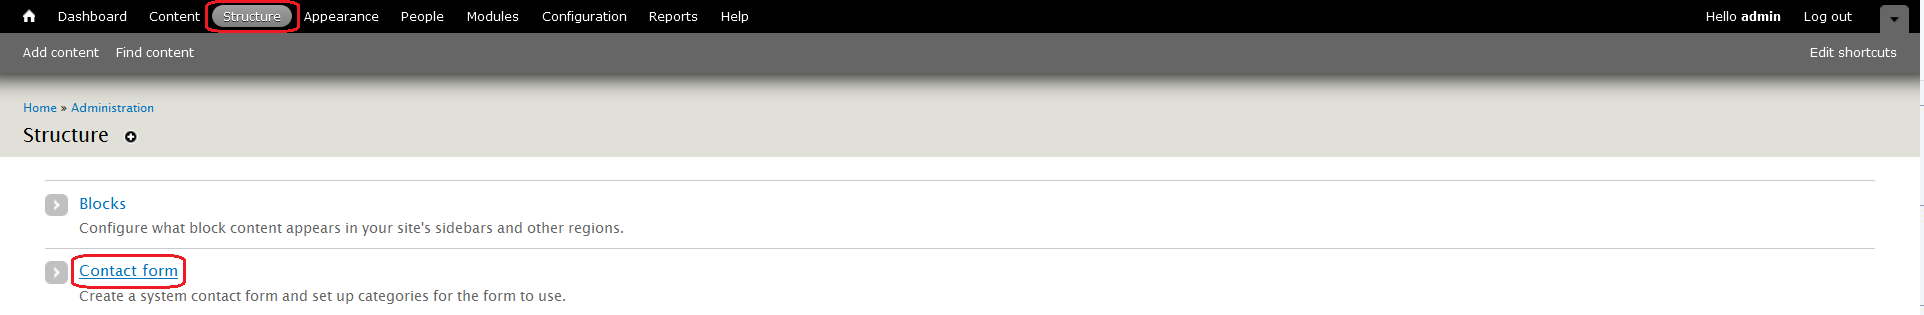 Dashboard Content Structure Appearance People Modules Configuration Reports Help Hello admin Log out
Add content Find content Edit shortcuts
Home » Administration
Structure
Blocks
Configure what block content appears in your site's sidebars and other regions.
Contact form
Create a system contact form and set up categories for the form to use.